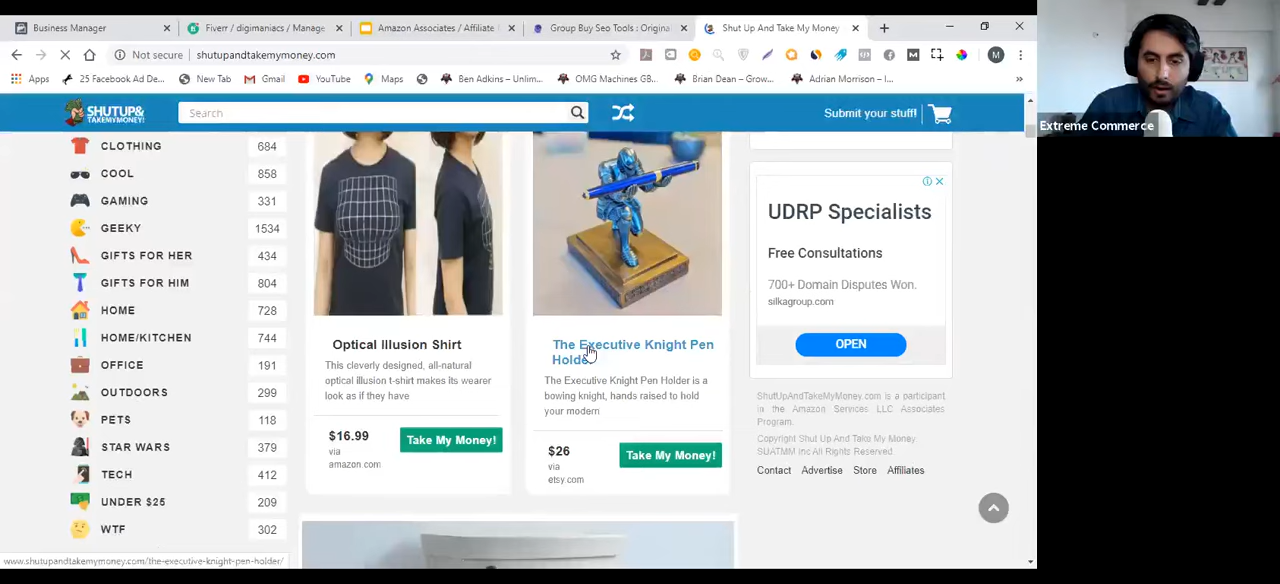 Business Manager
Fiverr / digimaniacs / Manage
Amazon Associates / Affiliate
Group Buy Seo Tools : Original
Shut Up And Take My Money
Not secure
shutupandtakemymoney.com
M
Apps
25 Facebook Ad De...
New Tab
Gmail
YouTube
Maps
Ben Adkins – Unlim...
OMG Machines GB...
Brian Dean – Grow...
Adrian Morrison – I...
Extreme Commerce
SHUTUP&
TAKEMYMONEY!
Search
Submit your stuff!
CLOTHING 684
COOL 858
GAMING 331
GEEKY 1534
GIFTS FOR HER 434
GIFTS FOR HIM 804
HOME 728
HOME/KITCHEN 744
OFFICE 191
OUTDOORS 299
PETS 118
STAR WARS 379
TECH 412
UNDER $25 209
WTF 302
Optical Illusion Shirt
This cleverly designed, all-natural
optical illusion t-shirt makes its wearer
look as if they have
$16.99
via
amazon.com
Take My Money!
The Executive Knight Pen
Holder
The Executive Knight Pen Holder is a
bowing knight, hands raised to hold
your modern
$26
via
etsy.com
Take My Money!
UDRP Specialists
Free Consultations
700+ Domain Disputes Won.
silkagroup.com
OPEN
ShutUpAndTakeMyMoney.com is a participant
in the Amazon Services LLC Associates
Program.
Copyright Shut Up And Take My Money
SUATMM Inc All Rights Reserved
Contact Advertise Store Affiliates
www.shutupandtakemymoney.com/the-executive-knight-pen-holder/